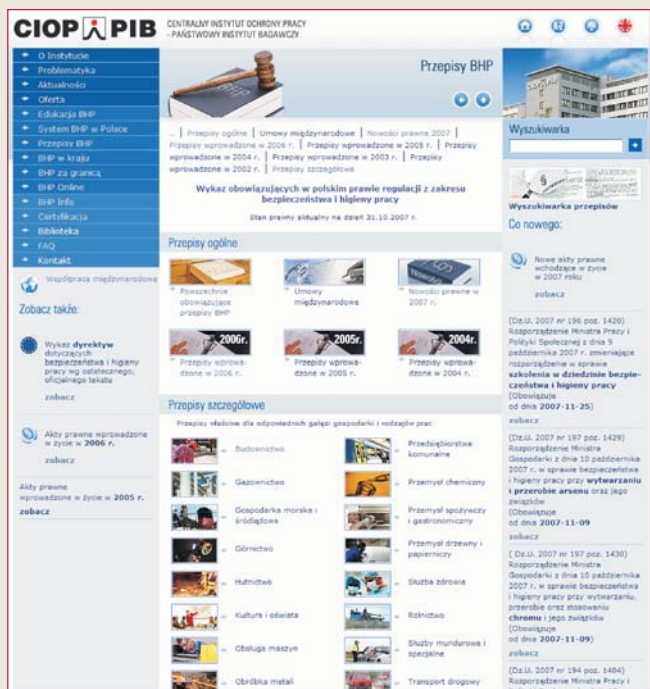 CIOP PIB
CENTRALNY INSTYTUT OCHRONY PRACY
- PAŃSTWOWY INSTYTUT BADAWCZY
O Instytucie
Problematyka
Aktualności
Oferta
Edukacja BHP
System BHP w Polsce
Przepisy BHP
BHP w kraju
BHP za granicą
BHP Online
BHP Info
Certyfikacja
Biblioteka
FAQ
Kontakt
Współpraca międzynarodowa
Zobacz także:
Wykaz dyrektyw
dotyczących
bezpieczeństwa i higieny
pracy wg ostatecznego,
oficjalnego tekstu
zobacz
Akty prawne wprowadzone
w życie w 2006 r.
zobacz
Akty prawne
wprowadzone w życie w 2005 r.
zobacz
BHP
Przepisy BHP
... | Przepisy ogólne | Umowy międzynarodowe | Nowości prawne 2007 |
Przepisy wprowadzone w 2006 r. | Przepisy wprowadzone w 2005 r. | Przepisy
wprowadzone w 2004 r. | Przepisy wprowadzone w 2003 r. | Przepisy
wprowadzone w 2002 r. | Przepisy szczegółowe
Wykaz obowiązujących w polskim prawie regulacji z zakresu
bezpieczeństwa i higieny pracy
Stan prawny aktualny na dzień 31.10.2007 r.
Przepisy ogólne
Powszechnie
obowiązujące
przepisy BHP
Umowy
międzynarodowe
Nowości prawne w
2007 r.
2006r.
Przepisy wprowa-
dzone w 2006 r.
2005r.
Przepisy wprowa-
dzone w 2005 r.
2004r.
Przepisy wprowa-
dzone w 2004 r.
Przepisy szczegółowe
Przepisy właściwe dla odpowiednich gałęzi gospodarki i rodzajów prac
Budownictwo
Przedsiębiorstwa
komunalne
Gazownictwo
Przemysł chemiczny
Gospodarka morska i
śródlądowa
Przemysł spożywczy
i gastronomiczny
Górnictwo
Przemysł drzewny i
papierniczy
Hutnictwo
Służba zdrowia
Kultura i oświata
Rolnictwo
Obsługa maszyn
Służby mundurowe i
specjalne
Obróbka metali
Transport drogowy
CIOP-PIB
Wyszukiwarka
Wyszukiwarka przepisów
Co nowego:
Nowe akty prawne
wchodzące w życie
w 2007 roku
zobacz
(Dz.U. 2007 nr 196 poz. 1420)
Rozporządzenie Ministra Pracy i
Polityki Społecznej z dnia 9
października 2007 r. zmieniające
rozporządzenie w sprawie
szkolenia w dziedzinie bezpie-
czeństwa i higieny pracy
(Obowiązuje
od dnia 2007-11-25)
zobacz
(Dz.U. 2007 nr 197 poz. 1429)
Rozporządzenie Ministra
Gospodarki z dnia 10 października
2007 r. w sprawie bezpieczeństwa
i higieny pracy przy wytwarzaniu
i przerobie arsenu oraz jego
związków
(Obowiązuje
od dnia 2007-11-09
zobacz
( Dz.U. 2007 nr 197 poz. 1430)
Rozporządzenie Ministra
Gospodarki z dnia 10 października
2007 r. w sprawie bezpieczeństwa
i higieny pracy przy wytwarzaniu,
przerobie oraz stosowaniu
chromu i jego związków
(Obowiązuje
od dnia 2007-11-09)
zobacz
(Dz.U. 2007 nr 194 poz. 1404)
Rozporządzenie Ministra Pracy i